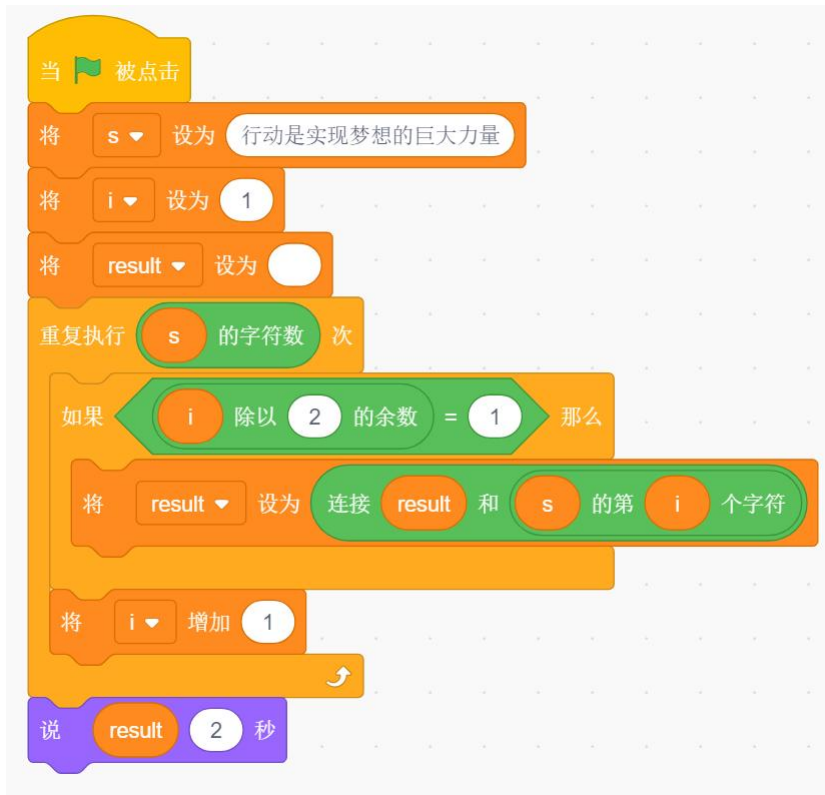 当 被点击
将 s 设为 行动是实现梦想的巨大力量
将 i 设为 1
将 result 设为
重复执行 s 的字符数 次
如果 i 除以 2 的余数 = 1 那么
将 result 设为 连接 result 和 s 的第 i 个字符
将 i 增加 1
说 result 2 秒